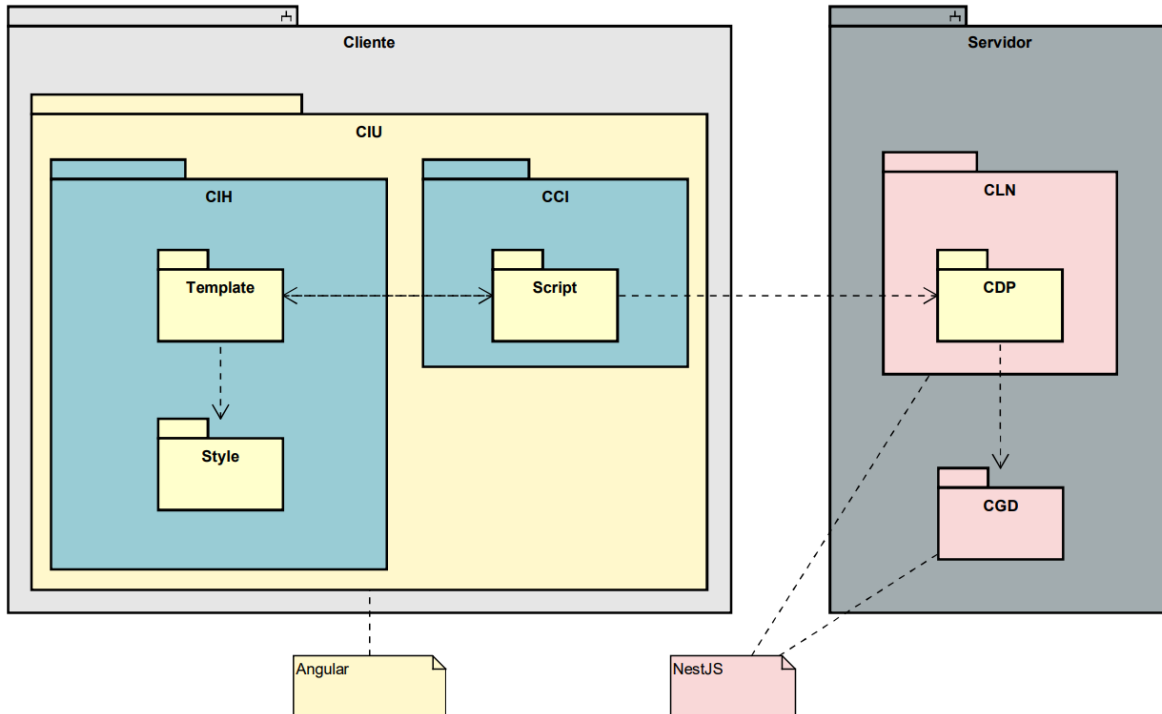 Cliente
Servidor
CIU
CIH
CCI
CLN
Template
Script
CDP
Style
CGD
Angular
NestJS